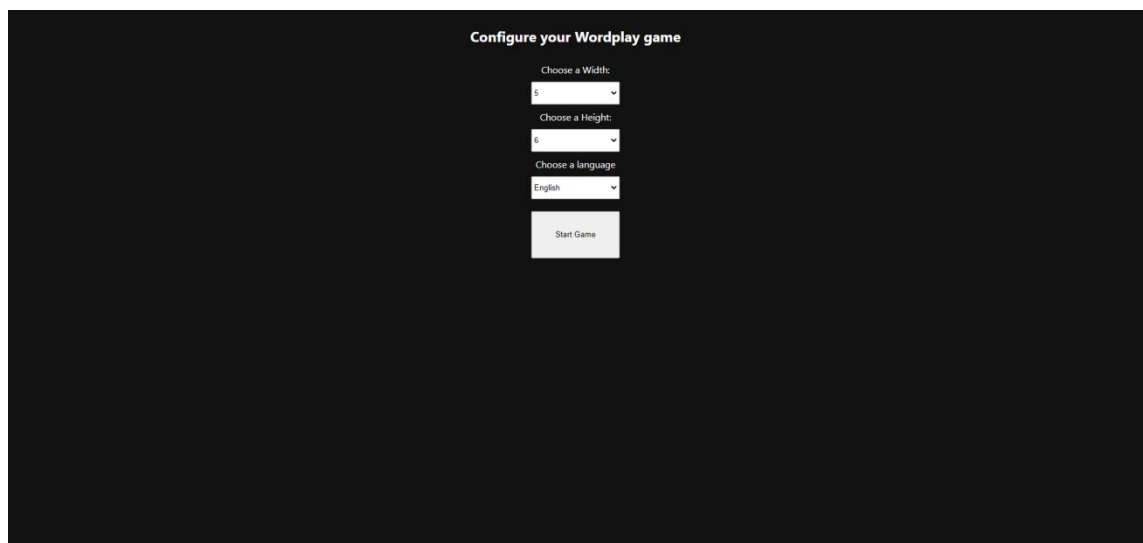 Configure your Wordplay game
Choose a Width:
5
Choose a Height:
6
Choose a language
English
Start Game